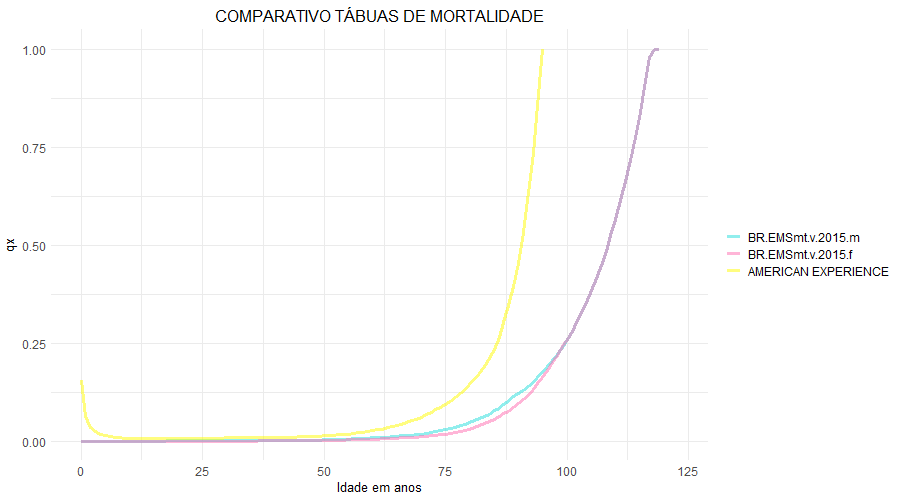 COMPARATIVO TÁBUAS DE MORTALIDADE
1.00
0.75
0.50
0.25
0.00
qx
0 25 50 75 100 125
Idade em anos
BR.EMSmt.v.2015.m
BR.EMSmt.v.2015.f
AMERICAN EXPERIENCE